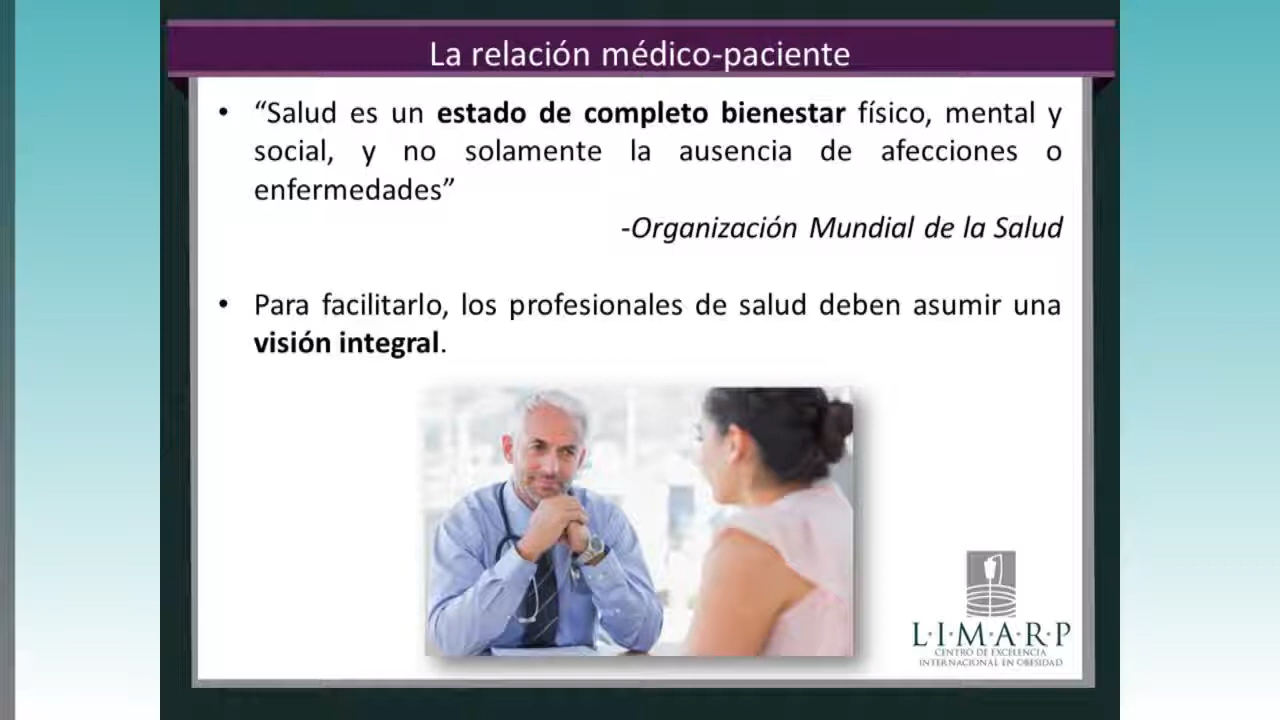 La relación médico-paciente
• “Salud es un estado de completo bienestar físico, mental y
social, y no solamente la ausencia de afecciones o
enfermedades”
-Organización Mundial de la Salud
• Para facilitarlo, los profesionales de salud deben asumir una
visión integral.
L·I·M·A·R·P
CENTRO DE EXCELENCIA
INTERNACIONAL EN OBESIDAD